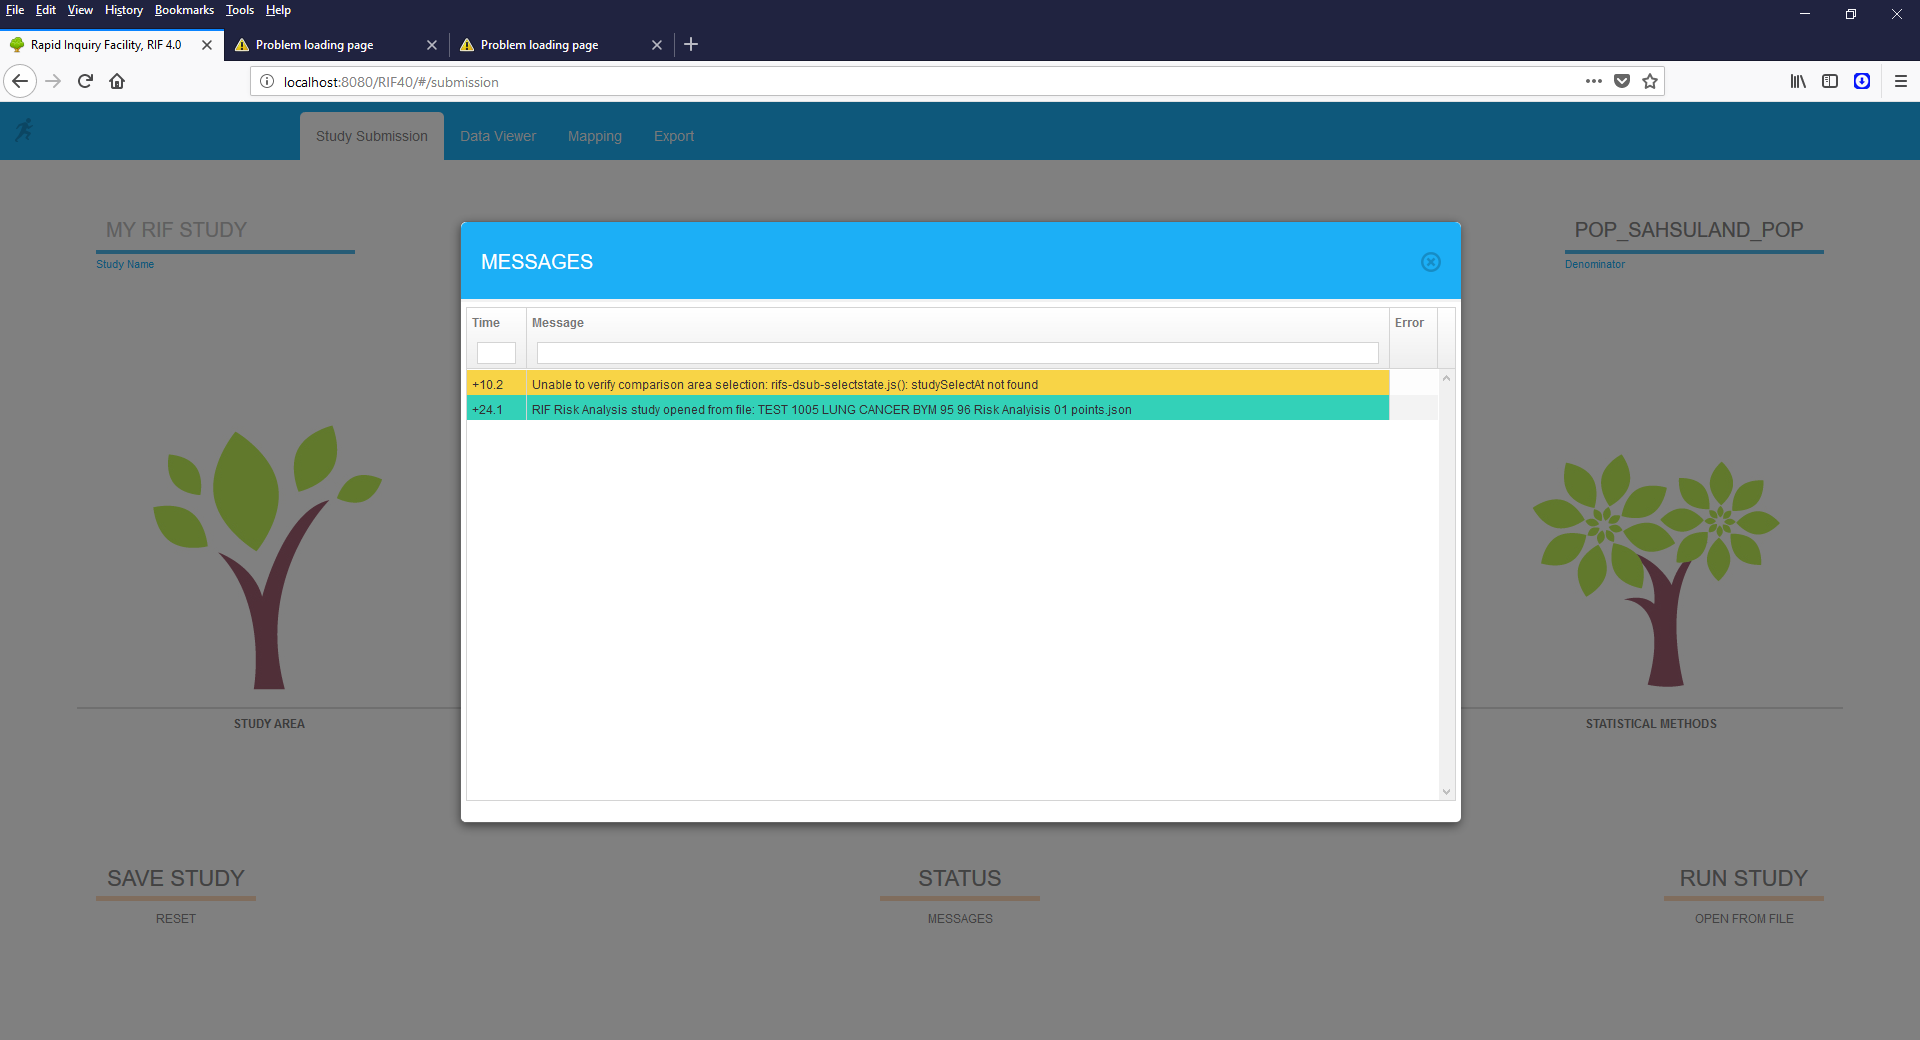 File Edit View History Bookmarks Tools Help
Rapid Inquiry Facility, RIF 4.0
Problem loading page
Problem loading page
localhost:8080/RIF40/#/submission
Study Submission
Data Viewer
Mapping
Export
MY RIF STUDY
Study Name
POP_SAHSULAND_POP
Denominator
MESSAGES
Time Message Error
+10.2 Unable to verify comparison area selection: rifs-dsub-selectstate.js(): studySelectAt not found
+24.1 RIF Risk Analysis study opened from file: TEST 1005 LUNG CANCER BYM 95 96 Risk Analyisis 01 points.json
STUDY AREA
STATISTICAL METHODS
SAVE STUDY
RESET
STATUS
MESSAGES
RUN STUDY
OPEN FROM FILE